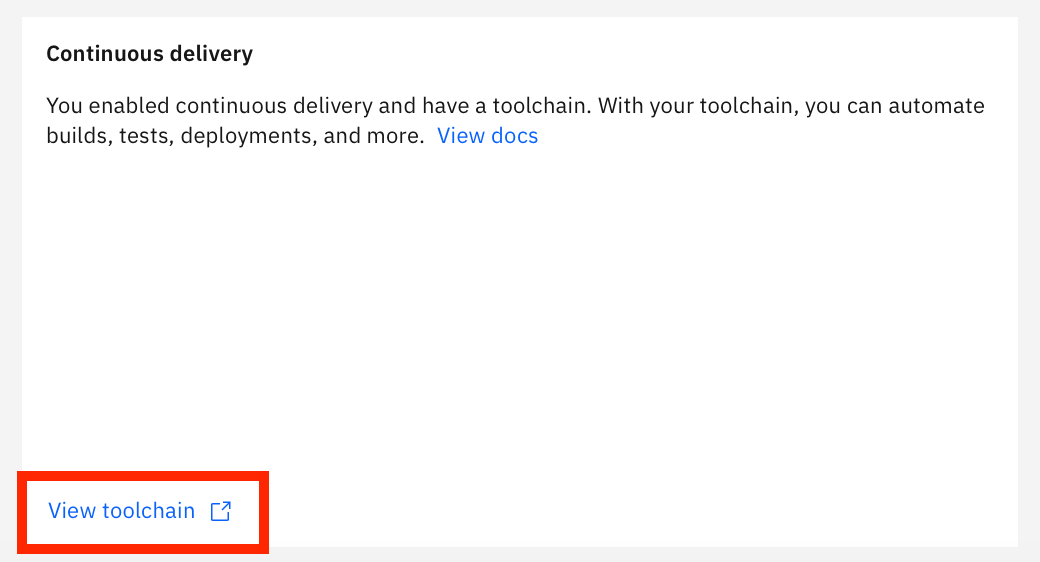 Continuous delivery
You enabled continuous delivery and have a toolchain. With your toolchain, you can automate
builds, tests, deployments, and more. View docs
View toolchain